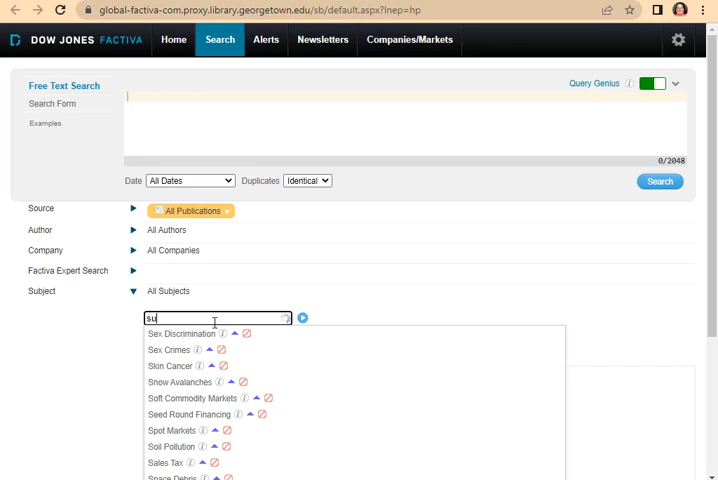 global-factiva-com.proxy.library.georgetown.edu/sb/default.aspx?lnep=hp
DOW JONES FACTIVA Home Search Alerts Newsletters Companies/Markets
Free Text Search Query Genius
Search Form
Examples
0/2048
Date All Dates Duplicates Identical Search
Source All Publications
Author All Authors
Company All Companies
Factiva Expert Search
Subject All Subjects
su
Sex Discrimination
Sex Crimes
Skin Cancer
Snow Avalanches
Soft Commodity Markets
Seed Round Financing
Spot Markets
Soil Pollution
Sales Tax
Space Debris